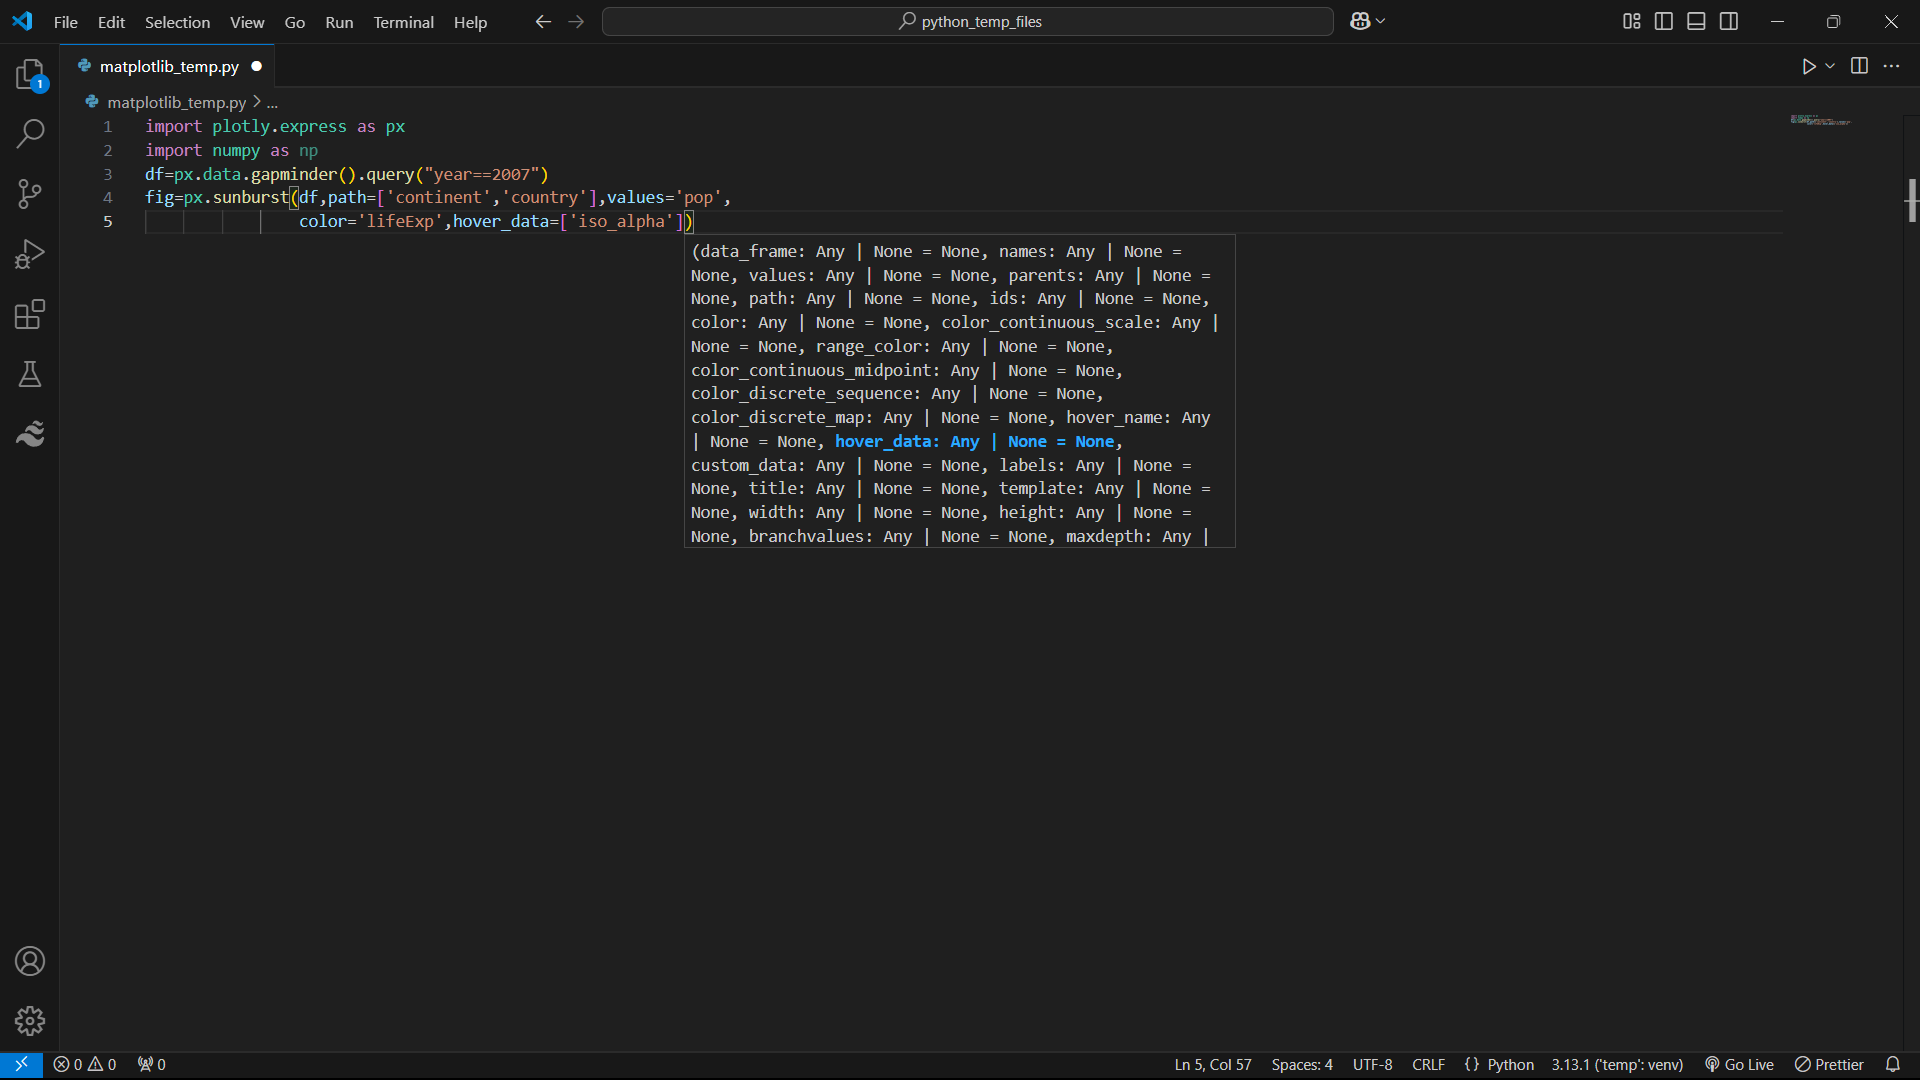 File Edit Selection View Go Run Terminal Help
python_temp_files
matplotlib_temp.py
1
matplotlib_temp.py > ...
1 import plotly.express as px
2 import numpy as np
3 df=px.data.gapminder().query("year==2007")
4 fig=px.sunburst(df,path=['continent','country'],values='pop',
5 color='lifeExp',hover_data=['iso_alpha'])
(data_frame: Any | None = None, names: Any | None =
None, values: Any | None = None, parents: Any | None =
None, path: Any | None = None, ids: Any | None = None,
color: Any | None = None, color_continuous_scale: Any |
None = None, range_color: Any | None = None,
color_continuous_midpoint: Any | None = None,
color_discrete_sequence: Any | None = None,
color_discrete_map: Any | None = None, hover_name: Any
| None = None, hover_data: Any | None = None,
custom_data: Any | None = None, labels: Any | None =
None, title: Any | None = None, template: Any | None =
None, width: Any | None = None, height: Any | None =
None, branchvalues: Any | None = None, maxdepth: Any |
0 0 0
Ln 5, Col 57 Spaces: 4 UTF-8 CRLF {} Python 3.13.1 ('temp': venv) Go Live Prettier